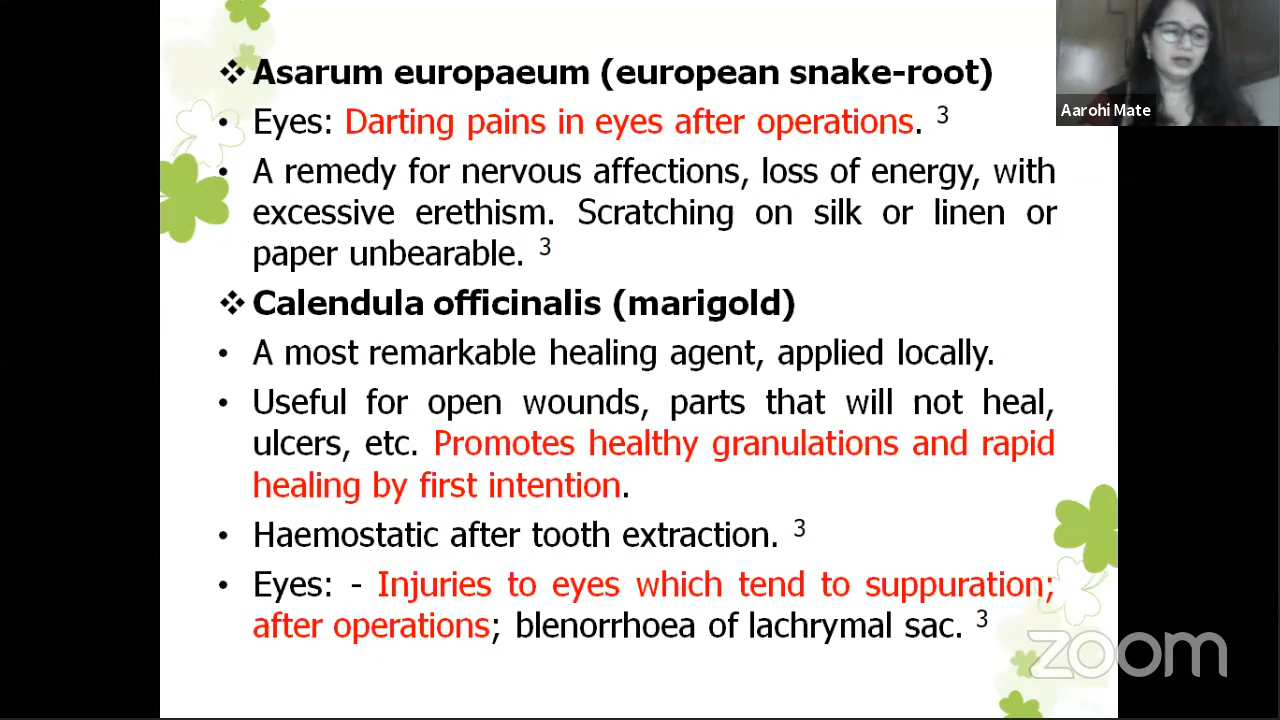 ❖ Asarum europaeum (european snake-root)
• Eyes: Darting pains in eyes after operations. 3
• A remedy for nervous affections, loss of energy, with
excessive erethism. Scratching on silk or linen or
paper unbearable. 3
❖ Calendula officinalis (marigold)
• A most remarkable healing agent, applied locally.
• Useful for open wounds, parts that will not heal,
ulcers, etc. Promotes healthy granulations and rapid
healing by first intention.
• Haemostatic after tooth extraction. 3
• Eyes: - Injuries to eyes which tend to suppuration;
after operations; blenorrhoea of lachrymal sac. 3
Aarohi Mate
zoom